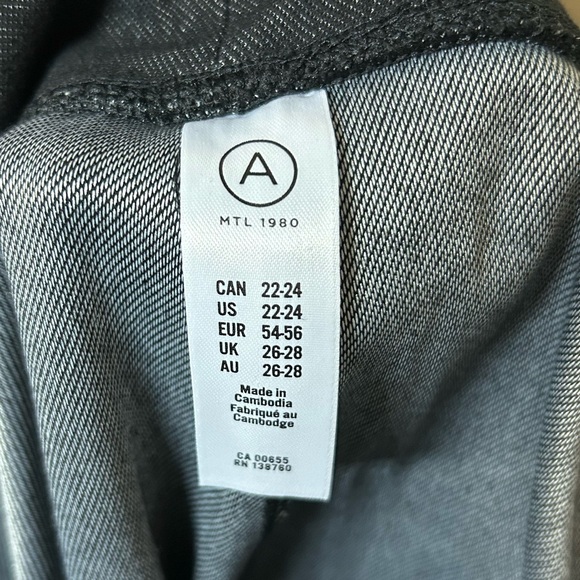 A
MTL 1980
CAN 22-24
US 22-24
EUR 54-56
UK 26-28
AU 26-28
Made in
Cambodia
Fabriqué au
Cambodge
CA 00655
RN 138760